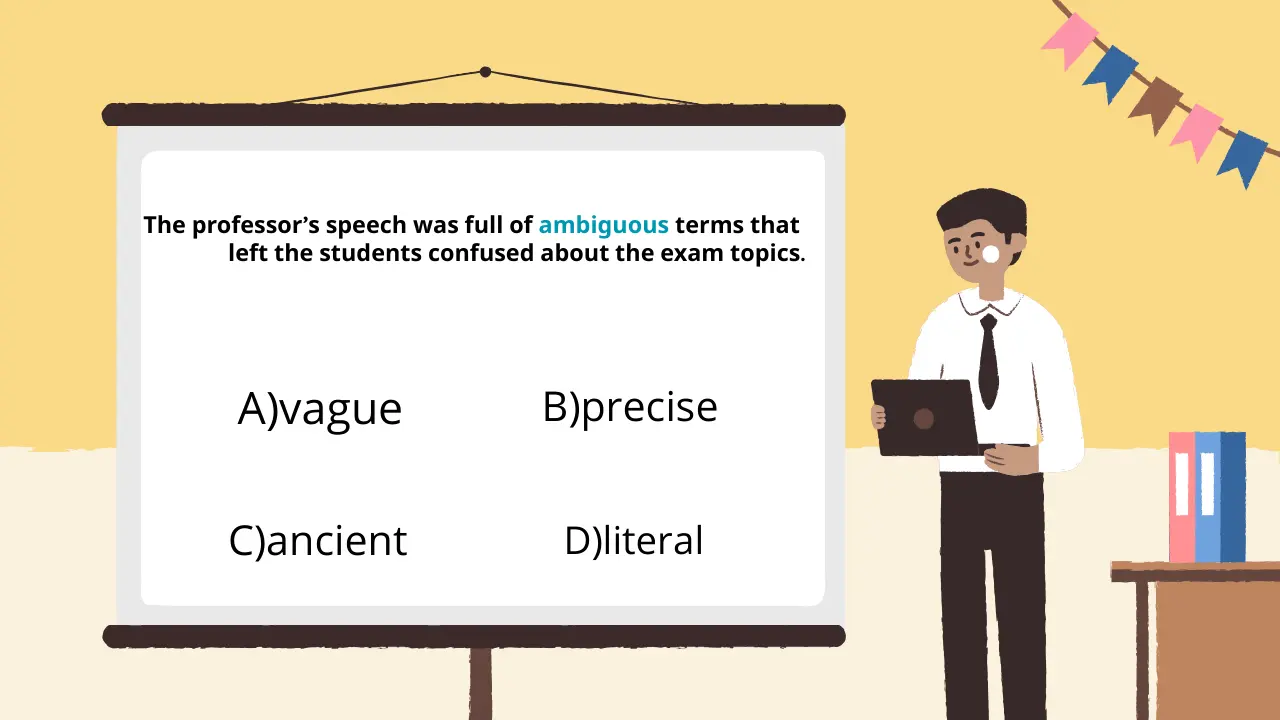 The professor’s speech was full of ambiguous terms that
left the students confused about the exam topics.
A)vague
B)precise
C)ancient
D)literal